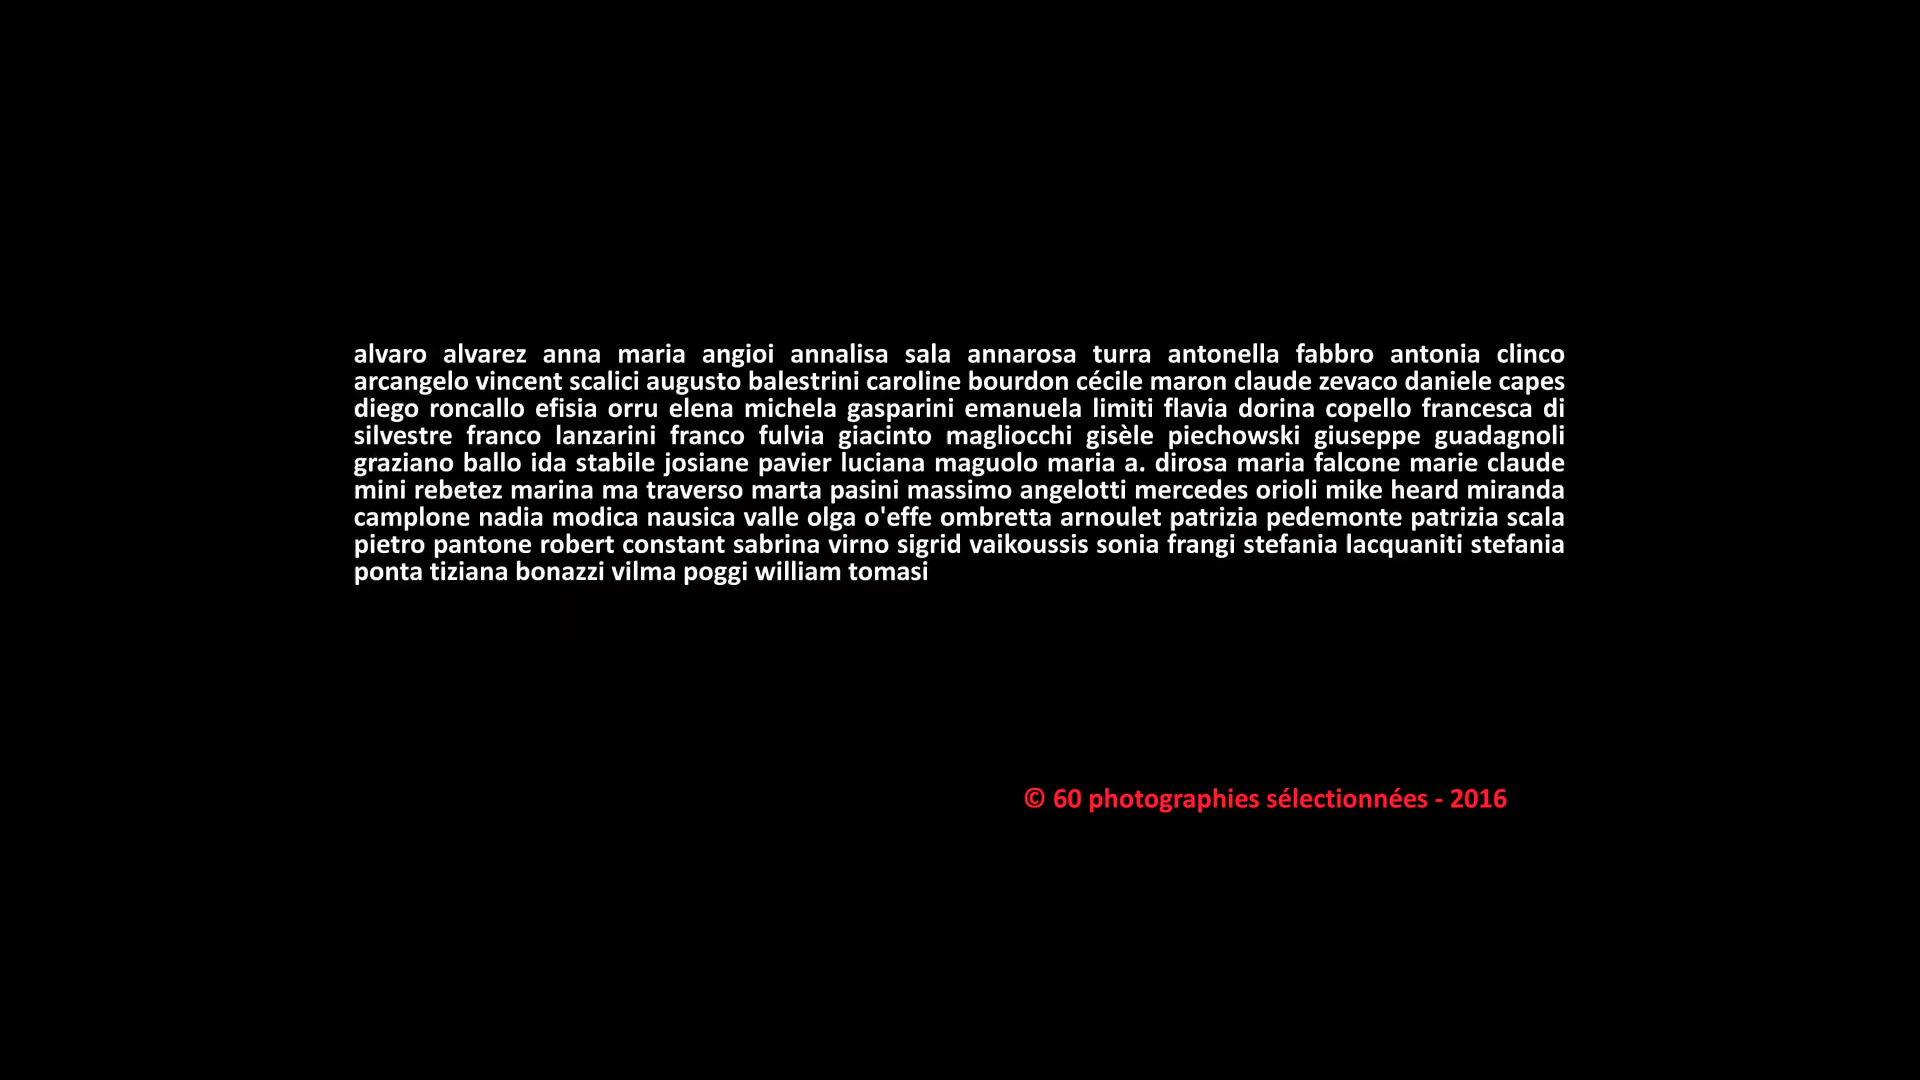 alvaro alvarez anna maria angioi annalisa sala annarosa turra antonella fabbro antonia clinco
arcangelo vincent scalici augusto balestrini caroline bourdon cécile maron claude zevaco daniele capes
diego roncallo efisia orru elena michela gasparini emanuela limiti flavia dorina copello francesca di
silvestre franco lanzarini franco fulvia giacinto magliocchi gisèle piechowski giuseppe guadagnoli
graziano ballo ida stabile josiane pavier luciana maguolo maria a. dirosa maria falcone marie claude
mini rebetez marina ma traverso marta pasini massimo angelotti mercedes orioli mike heard miranda
camplone nadia modica nausica valle olga o'effe ombretta arnoulet patrizia pedemonte patrizia scala
pietro pantone robert constant sabrina virno sigrid vaikoussis sonia frangi stefania lacquaniti stefania
ponta tiziana bonazzi vilma poggi william tomasi
© 60 photographies sélectionnées - 2016